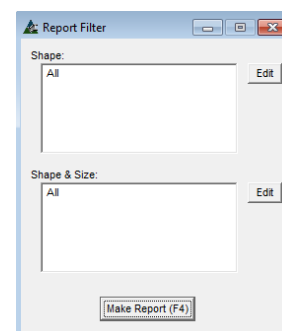 Report Filter
Shape:
All
Edit
Shape & Size:
All
Edit
Make Report (F4)